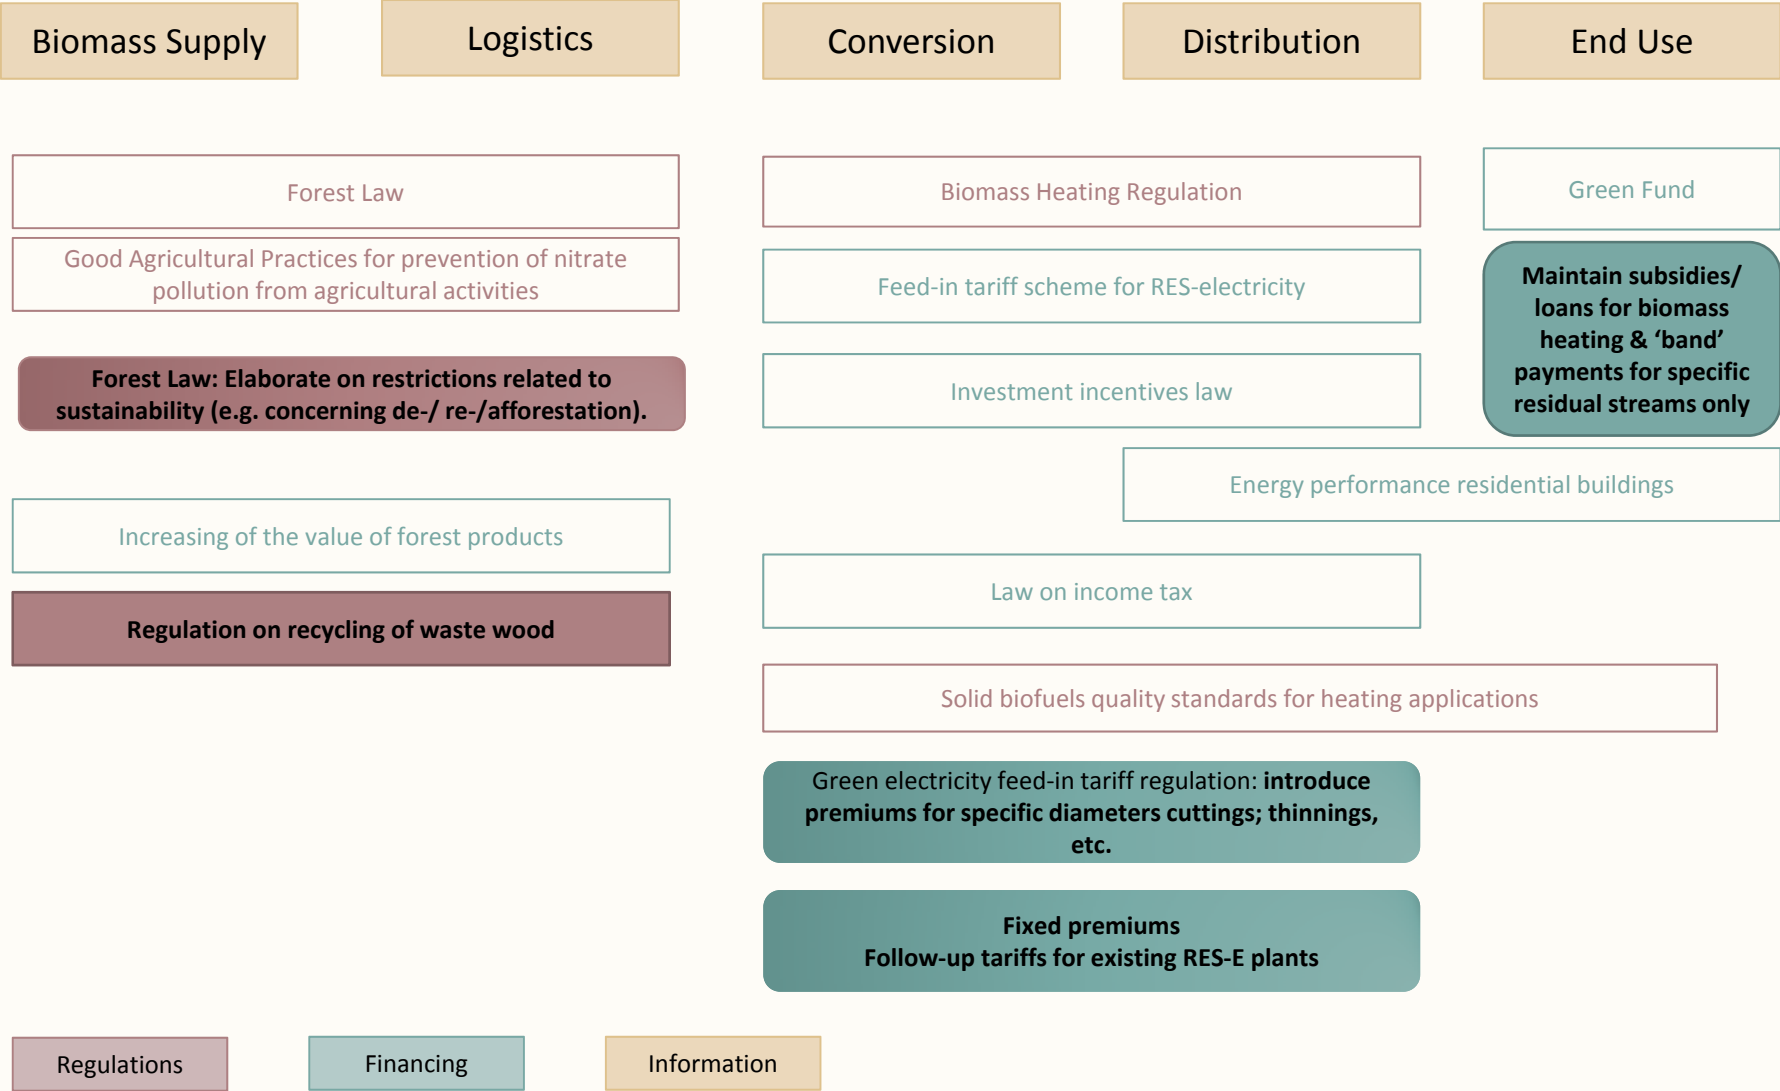 Biomass Supply
Logistics
Conversion
Distribution
End Use
Forest Law
Good Agricultural Practices for prevention of nitrate
pollution from agricultural activities
Forest Law: Elaborate on restrictions related to
sustainability (e.g. concerning de-/ re-/afforestation).
Increasing of the value of forest products
Regulation on recycling of waste wood
Biomass Heating Regulation
Feed-in tariff scheme for RES-electricity
Investment incentives law
Energy performance residential buildings
Law on income tax
Solid biofuels quality standards for heating applications
Green electricity feed-in tariff regulation: introduce
premiums for specific diameters cuttings; thinnings,
etc.
Fixed premiums
Follow-up tariffs for existing RES-E plants
Green Fund
Maintain subsidies/
loans for biomass
heating & ‘band’
payments for specific
residual streams only
Regulations
Financing
Information